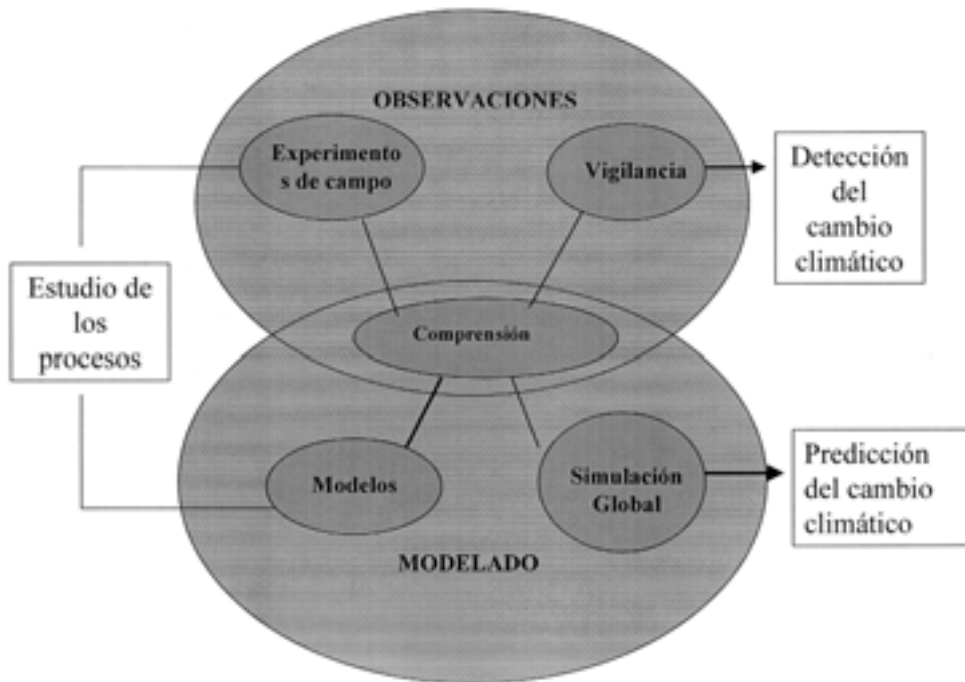 OBSERVACIONES
Experimento
s de campo
Vigilancia
Detección
del
cambio
climático
Estudio de
los
procesos
Comprensión
Modelos
Simulación
Global
Predicción
del cambio
climático
MODELADO